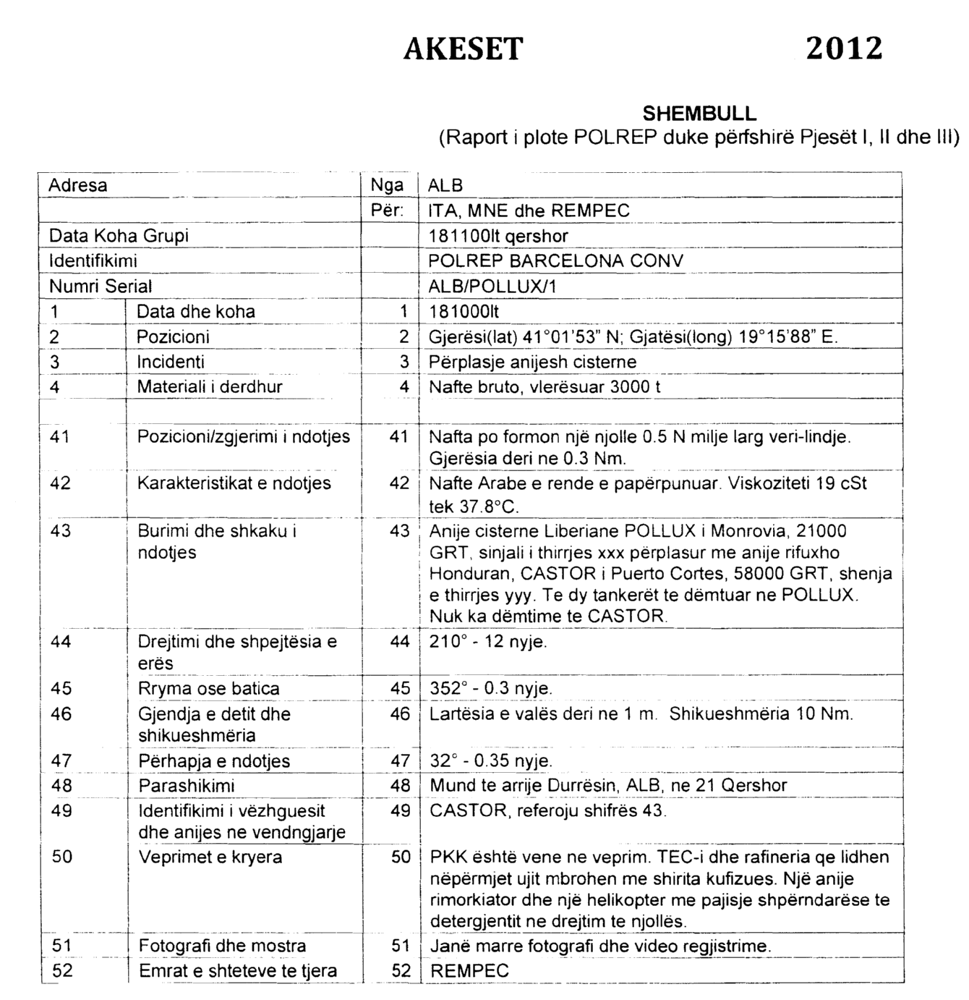 AKESET 2012
SHEMBULL
(Raport i plote POLREP duke përfshirë Pjesët I, II dhe III)
Adresa Nga ALB
Për: ITA, MNE dhe REMPEC
Data Koha Grupi 181100lt qershor
Identifikimi POLREP BARCELONA CONV
Numri Serial ALB/POLLUX/1
1 Data dhe koha 1 181000lt
2 Pozicioni 2 Gjerësi(lat) 41°01'53" N; Gjatësi(long) 19°15'88" E.
3 Incidenti 3 Përplasje anijesh cisterne
4 Materiali i derdhur 4 Nafte bruto, vlerësuar 3000 t
41 Pozicioni/zgjerimi i ndotjes 41 Nafta po formon një njolle 0.5 N milje larg veri-lindje.
Gjerësia deri ne 0.3 Nm.
42 Karakteristikat e ndotjes 42 Nafte Arabe e rende e papërpunuar. Viskoziteti 19 cSt
tek 37.8°C.
43 Burimi dhe shkaku i 43 Anije cisterne Liberiane POLLUX i Monrovia, 21000
ndotjes GRT, sinjali i thirrjes xxx përplasur me anije rifuxho
Honduran, CASTOR i Puerto Cortes, 58000 GRT, shenja
e thirrjes yyy. Te dy tankerët te dëmtuar ne POLLUX.
Nuk ka dëmtime te CASTOR.
44 Drejtimi dhe shpejtësia e 44 210° - 12 nyje.
erës
45 Rryma ose batica 45 352° - 0.3 nyje.
46 Gjendja e detit dhe 46 Lartësia e valës deri ne 1 m. Shikueshmëria 10 Nm.
shikueshmëria
47 Përhapja e ndotjes 47 32° - 0.35 nyje.
48 Parashikimi 48 Mund te arrije Durrësin, ALB, ne 21 Qershor
49 Identifikimi i vëzhguesit 49 CASTOR, referoju shifrës 43.
dhe anijes ne vendngjarje
50 Veprimet e kryera 50 PKK është vene ne veprim. TEC-i dhe rafineria qe lidhen
nëpërmjet ujit mbrohen me shirita kufizues. Një anije
rimorkiator dhe një helikopter me pajisje shpërndarëse te
detergjentit ne drejtim te njollës.
51 Fotografi dhe mostra 51 Janë marre fotografi dhe video regjistrime.
52 Emrat e shteteve te tjera 52 REMPEC